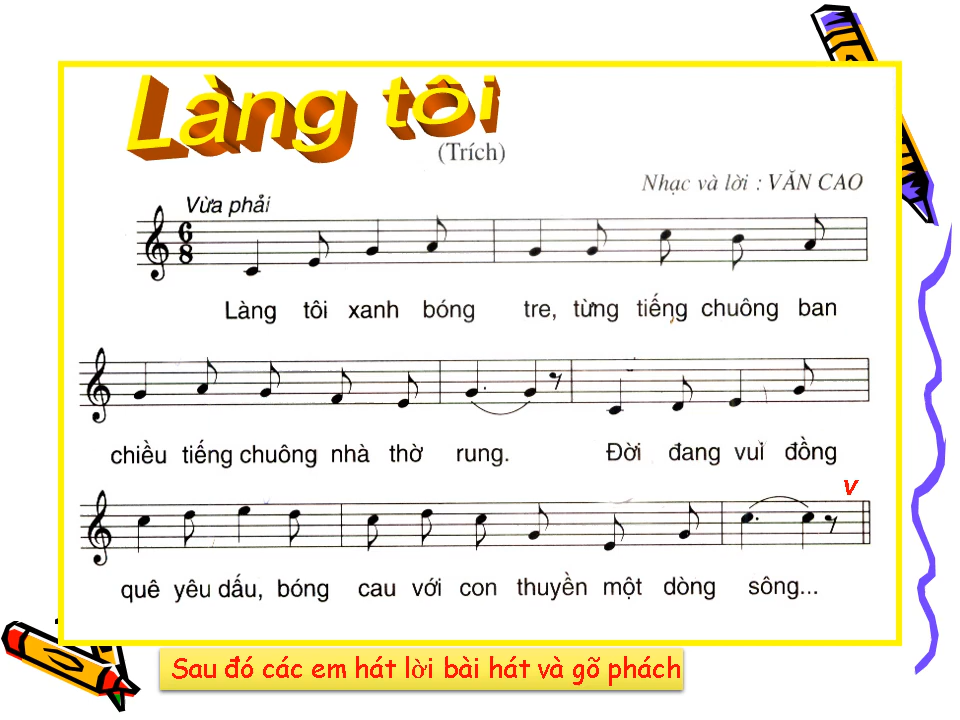 Làng tôi
(Trích)
Nhạc và lời : VĂN CAO
Vừa phải
6
8
Làng tôi xanh bóng tre, từng tiếng chuông ban
chiều tiếng chuông nhà thờ rung. Đời đang vui đồng
V
quê yêu dấu, bóng cau với con thuyền một dòng sông...
Sau đó các em hát lời bài hát và gõ phách